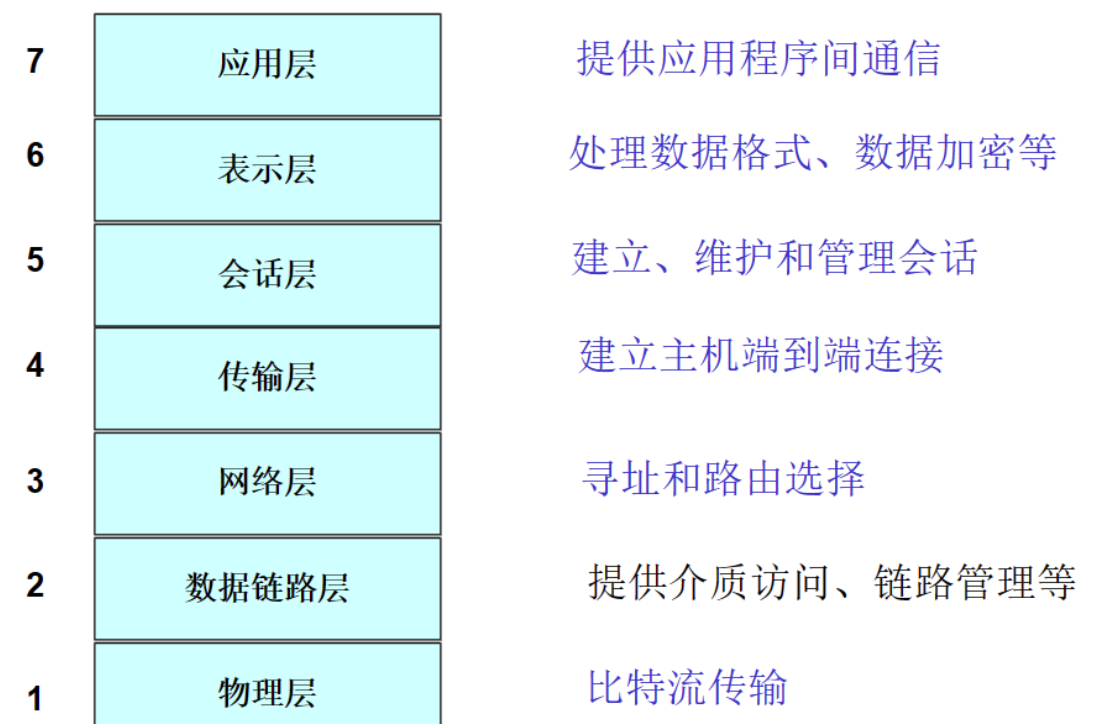 7 应用层 提供应用程序间通信
6 表示层 处理数据格式、数据加密等
5 会话层 建立、维护和管理会话
4 传输层 建立主机端到端连接
3 网络层 寻址和路由选择
2 数据链路层 提供介质访问、链路管理等
1 物理层 比特流传输